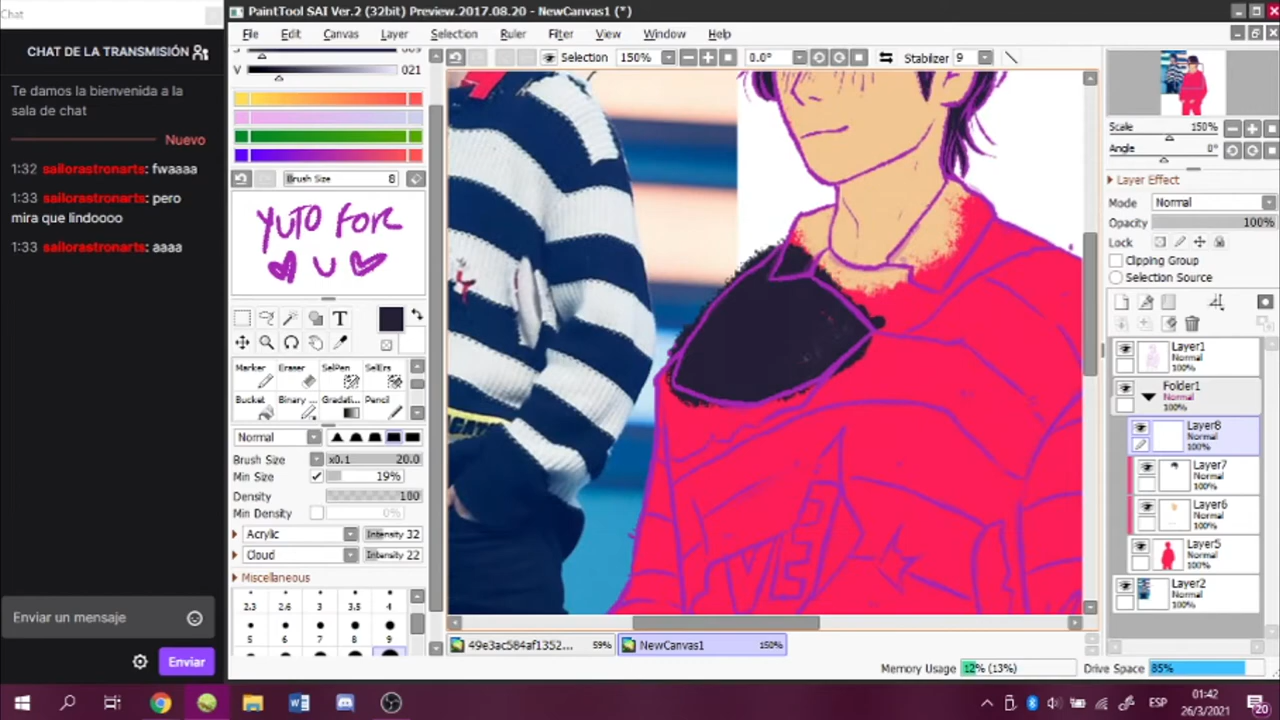 Chat
CHAT DE LA TRANSMISIÓN
Te damos la bienvenida a la
sala de chat
Nuevo
1:32 sailorastronarts: fwaaaa
1:33 sailorastronarts: pero
mira que lindoooo
1:33 sailorastronarts: aaaa
Enviar un mensaje
Enviar
PaintTool SAI Ver.2 (32bit) Preview.2017.08.20 - NewCanvas1 (*)
File Edit Canvas Layer Selection Ruler Filter View Window Help
Selection 150% 0.0° Stabilizer 9
V 021
Brush Size 8
YUTO FOR
U
T
Marker Eraser SelPen SelErs
Bucket Binary ... Gradati... Pencil
Normal
Brush Size x0.1 20.0
Min Size 19%
Density 100
Min Density 0%
Acrylic Intensity 32
Cloud Intensity 22
Miscellaneous
2.3 2.6 3 3.5 4
5 6 7 8 9
49e3ac584af1352... 59%
NewCanvas1 150%
Memory Usage 12% (13%) Drive Space 85%
Scale 150%
Angle 0°
Layer Effect
Mode Normal
Opacity 100%
Lock
Clipping Group
Selection Source
Layer1
Normal
100%
Folder1
Normal
100%
Layer8
Normal
100%
Layer7
Normal
100%
Layer6
Normal
100%
Layer5
Normal
100%
Layer2
Normal
100%
ESP
01:42
26/3/2021
20